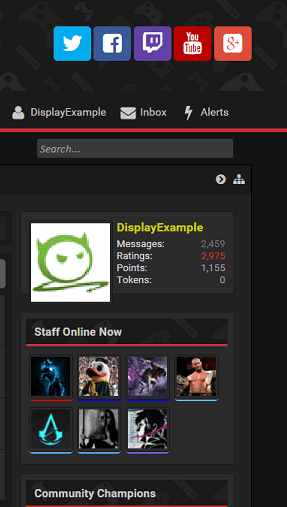 You
Tube
g+
DisplayExample Inbox Alerts
Search...
DisplayExample
Messages: 2,459
Ratings: 2,975
Points: 1,155
Tokens: 0
Staff Online Now
Community Champions